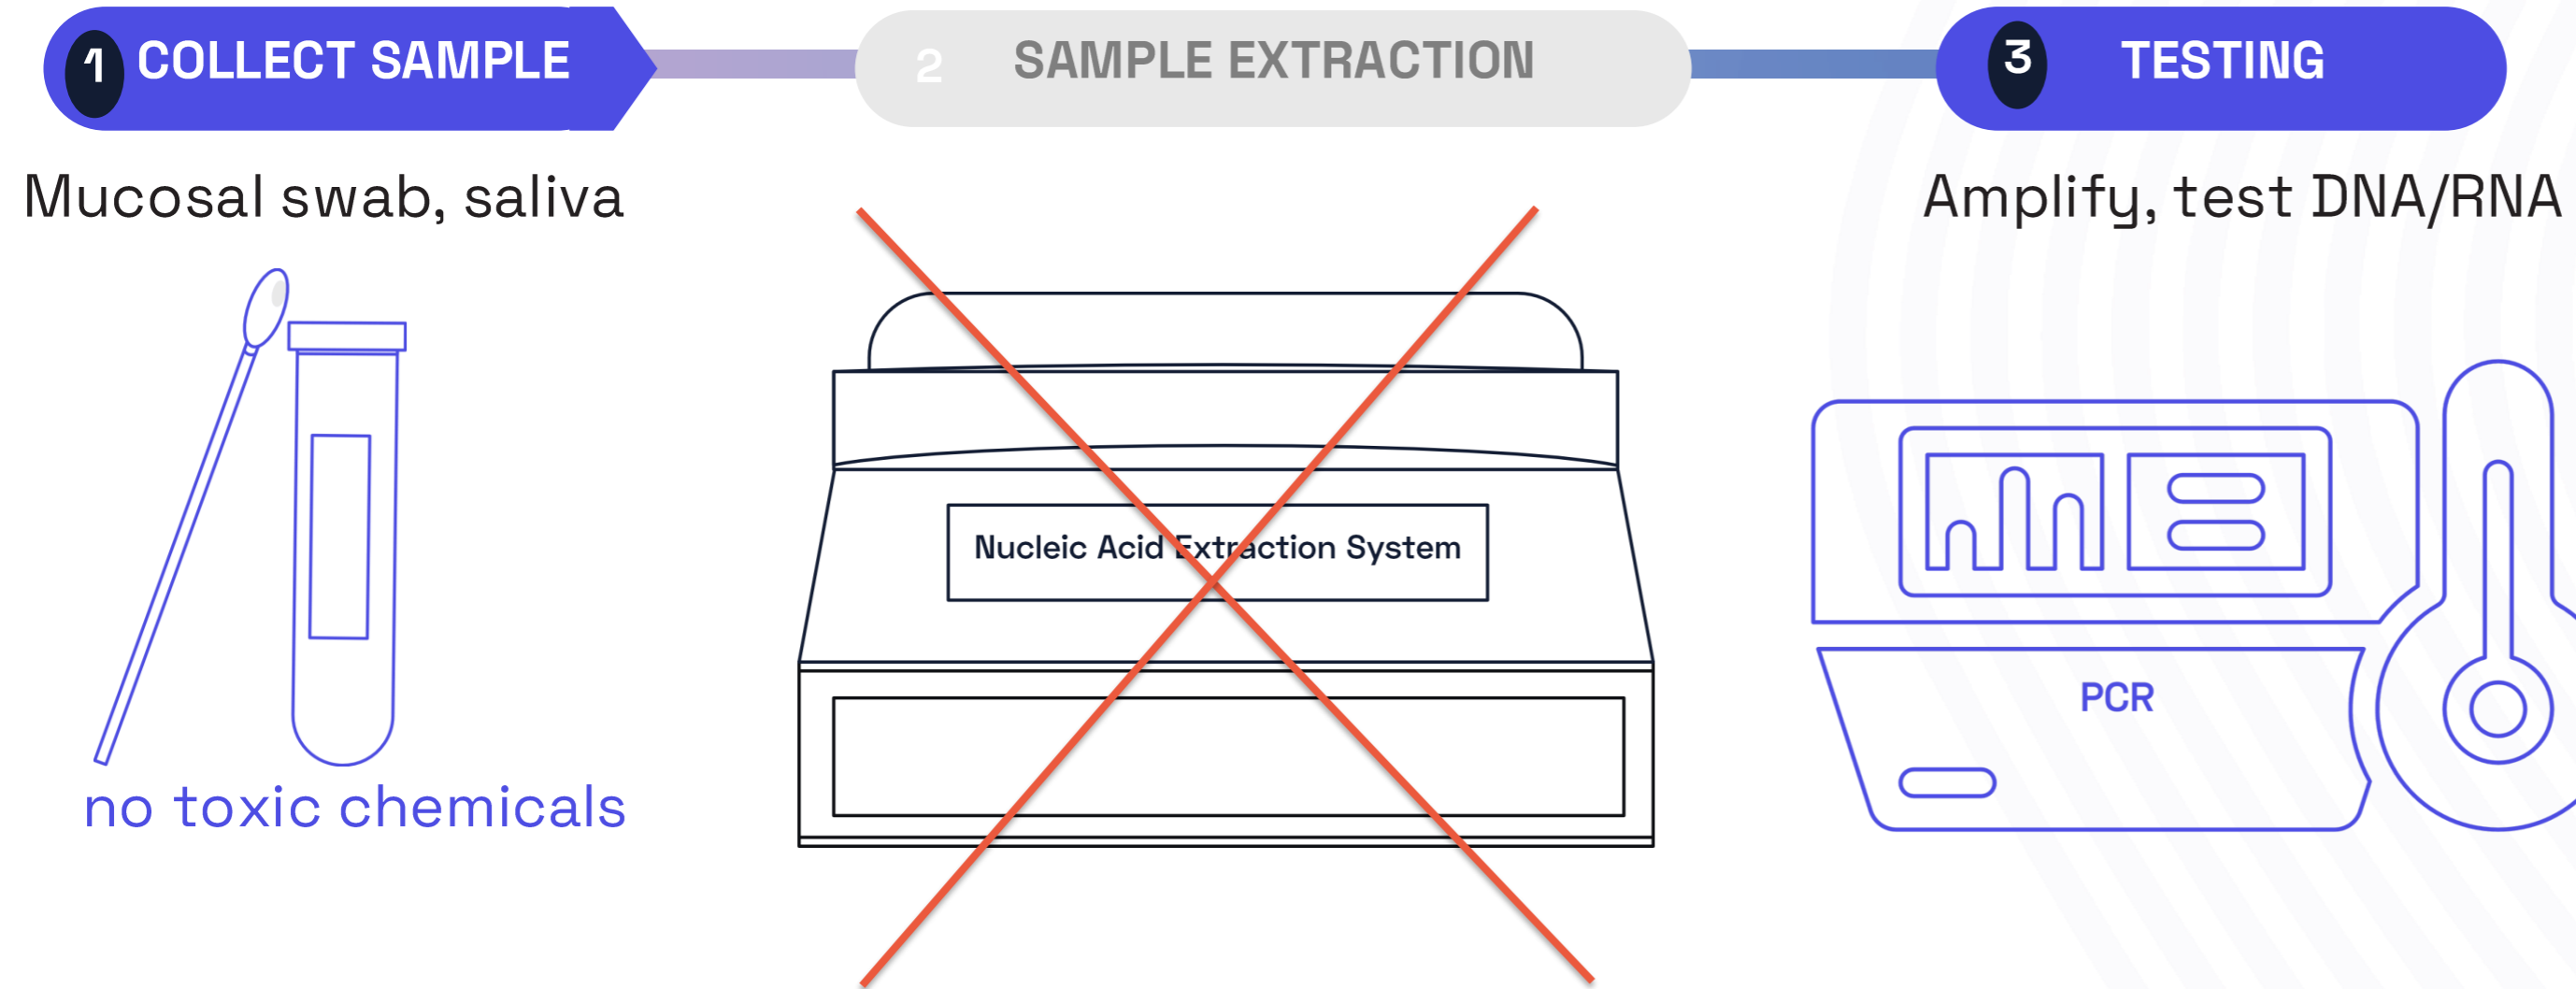 1 COLLECT SAMPLE
2 SAMPLE EXTRACTION
3 TESTING
Mucosal swab, saliva
Amplify, test DNA/RNA
Nucleic Acid Extraction System
PCR
no toxic chemicals